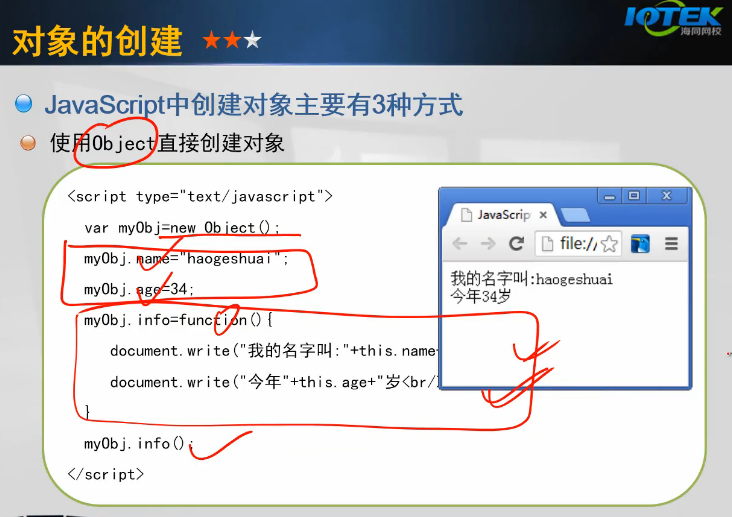 对象的创建
IOTEK
海同网校
JavaScript中创建对象主要有3种方式
使用Object直接创建对象
<script type="text/javascript">
var myObj=new Object();
myObj.name="haogeshuai";
myObj.age=34;
myObj.info=function(){
document.write("我的名字叫:"+this.name+
document.write("今年"+this.age+"岁<br/>
}
myObj.info();
</script>
JavaScrip
file:/
我的名字叫:haogeshuai
今年34岁